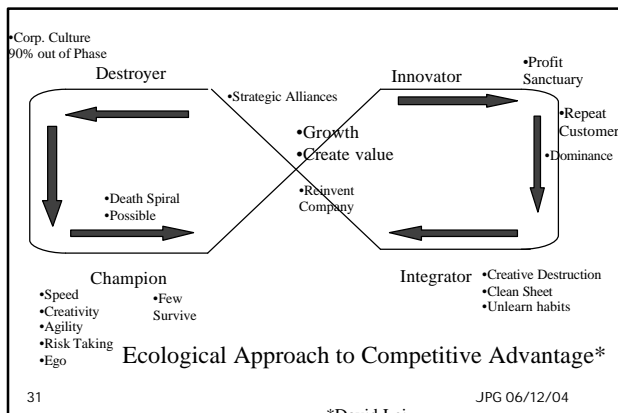 •Corp. Culture
90% out of Phase
Destroyer
•Strategic Alliances
Innovator
•Profit
Sanctuary
•Repeat
Customer
•Dominance
•Growth
•Create value
•Reinvent
Company
•Death Spiral
•Possible
Champion
•Speed
•Creativity
•Agility
•Risk Taking
•Ego
•Few
Survive
Integrator
•Creative Destruction
•Clean Sheet
•Unlearn habits
Ecological Approach to Competitive Advantage*
31
JPG 06/12/04